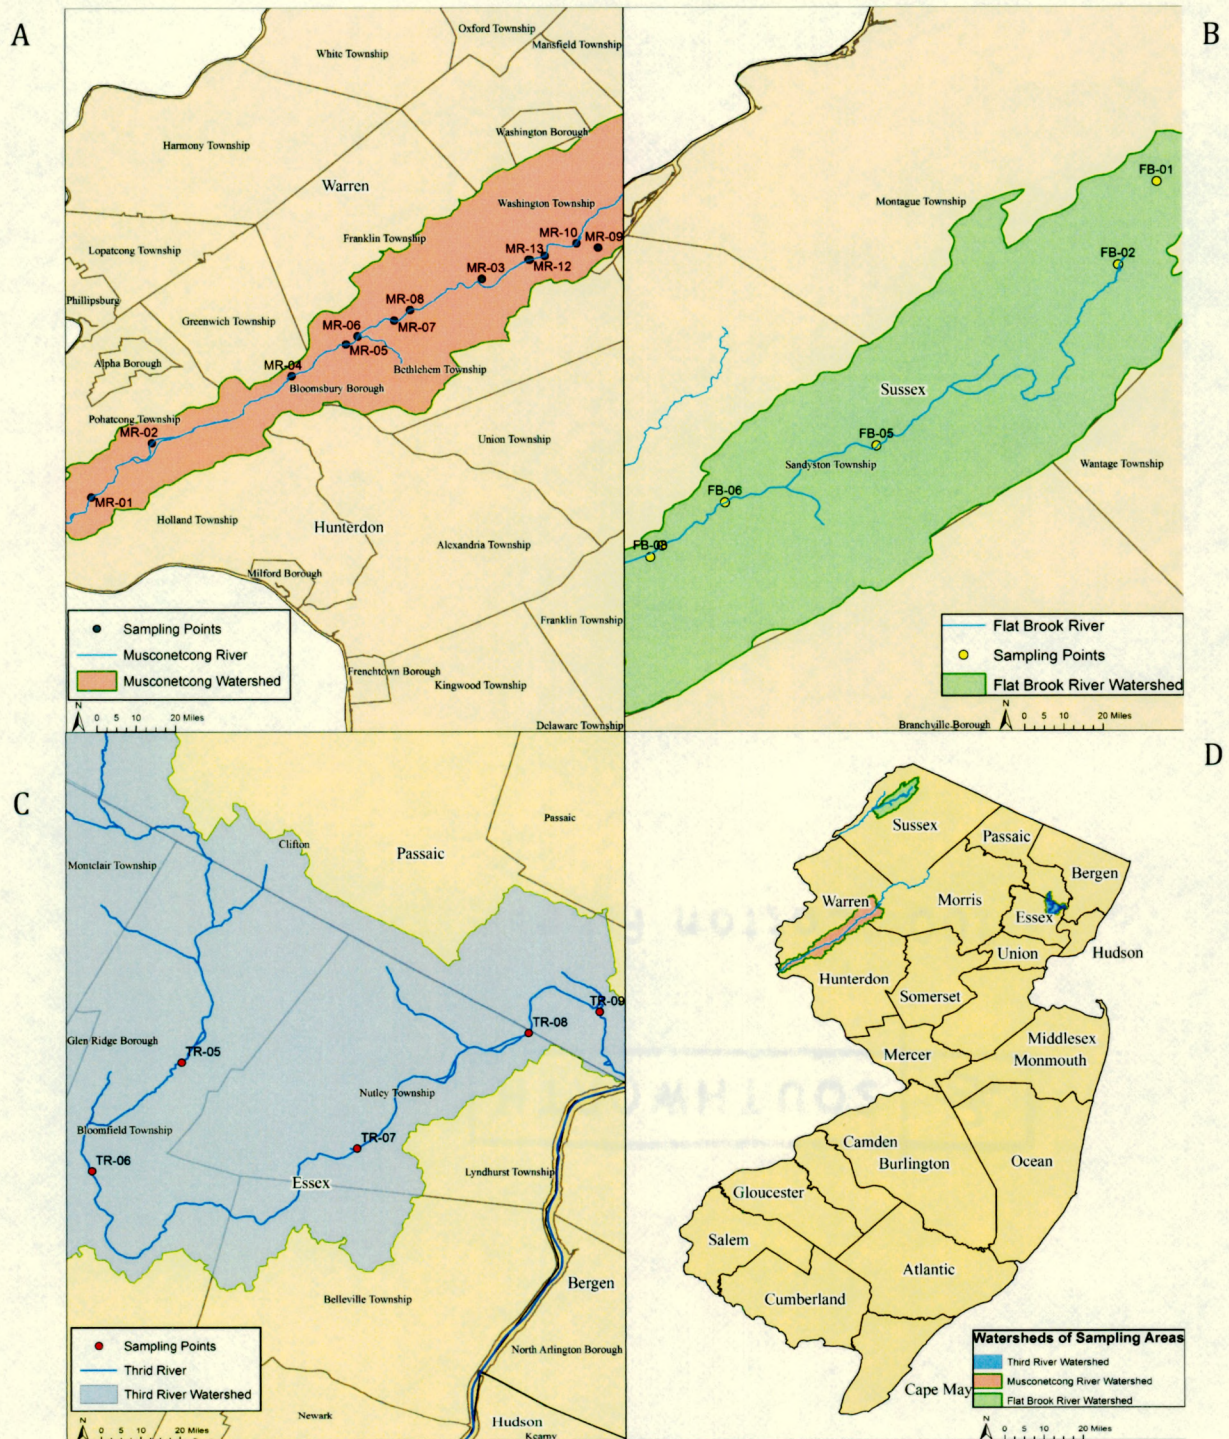 A
Oxford Township
White Township
Mansfield Township
Washington Borough
Harmony Township
Warren
Washington Township
Franklin Township
Lopatcong Township
MR-10
MR-09
MR-13
MR-12
MR-03
Phillipsburg
MR-08
Greenwich Township
MR-06
MR-07
MR-05
Alpha Borough
MR-04
Bethlehem Township
Bloomsbury Borough
Pohatcong Township
MR-02
Union Township
MR-01
Holland Township
Hunterdon
Alexandria Township
Milford Borough
Franklin Township
Frenchtown Borough
Kingwood Township
Delaware Township
Sampling Points
Musconetcong River
Musconetcong Watershed
N
0 5 10 20 Miles
B
FB-01
Montague Township
FB-02
Sussex
FB-05
Sandyston Township
Wantage Township
FB-06
Flat Brook River
Sampling Points
Flat Brook River Watershed
Branchville Borough
N
0 5 10 20 Miles
C
Passaic
Clifton
Passaic
Montclair Township
TR-09
TR-08
Glen Ridge Borough
TR-05
Nutley Township
Bloomfield Township
TR-07
TR-06
Lyndhurst Township
Essex
Bergen
Belleville Township
North Arlington Borough
Newark
Hudson
Kearny
Sampling Points
Thrid River
Third River Watershed
N
0 5 10 20 Miles
D
Sussex
Passaic
Bergen
Warren
Morris
Essex
Hudson
Union
Hunterdon
Somerset
Middlesex
Monmouth
Mercer
Camden
Burlington
Ocean
Gloucester
Salem
Atlantic
Cumberland
Cape May
Watersheds of Sampling Areas
Third River Watershed
Musconetcong River Watershed
Flat Brook River Watershed
N
0 5 10 20 Miles